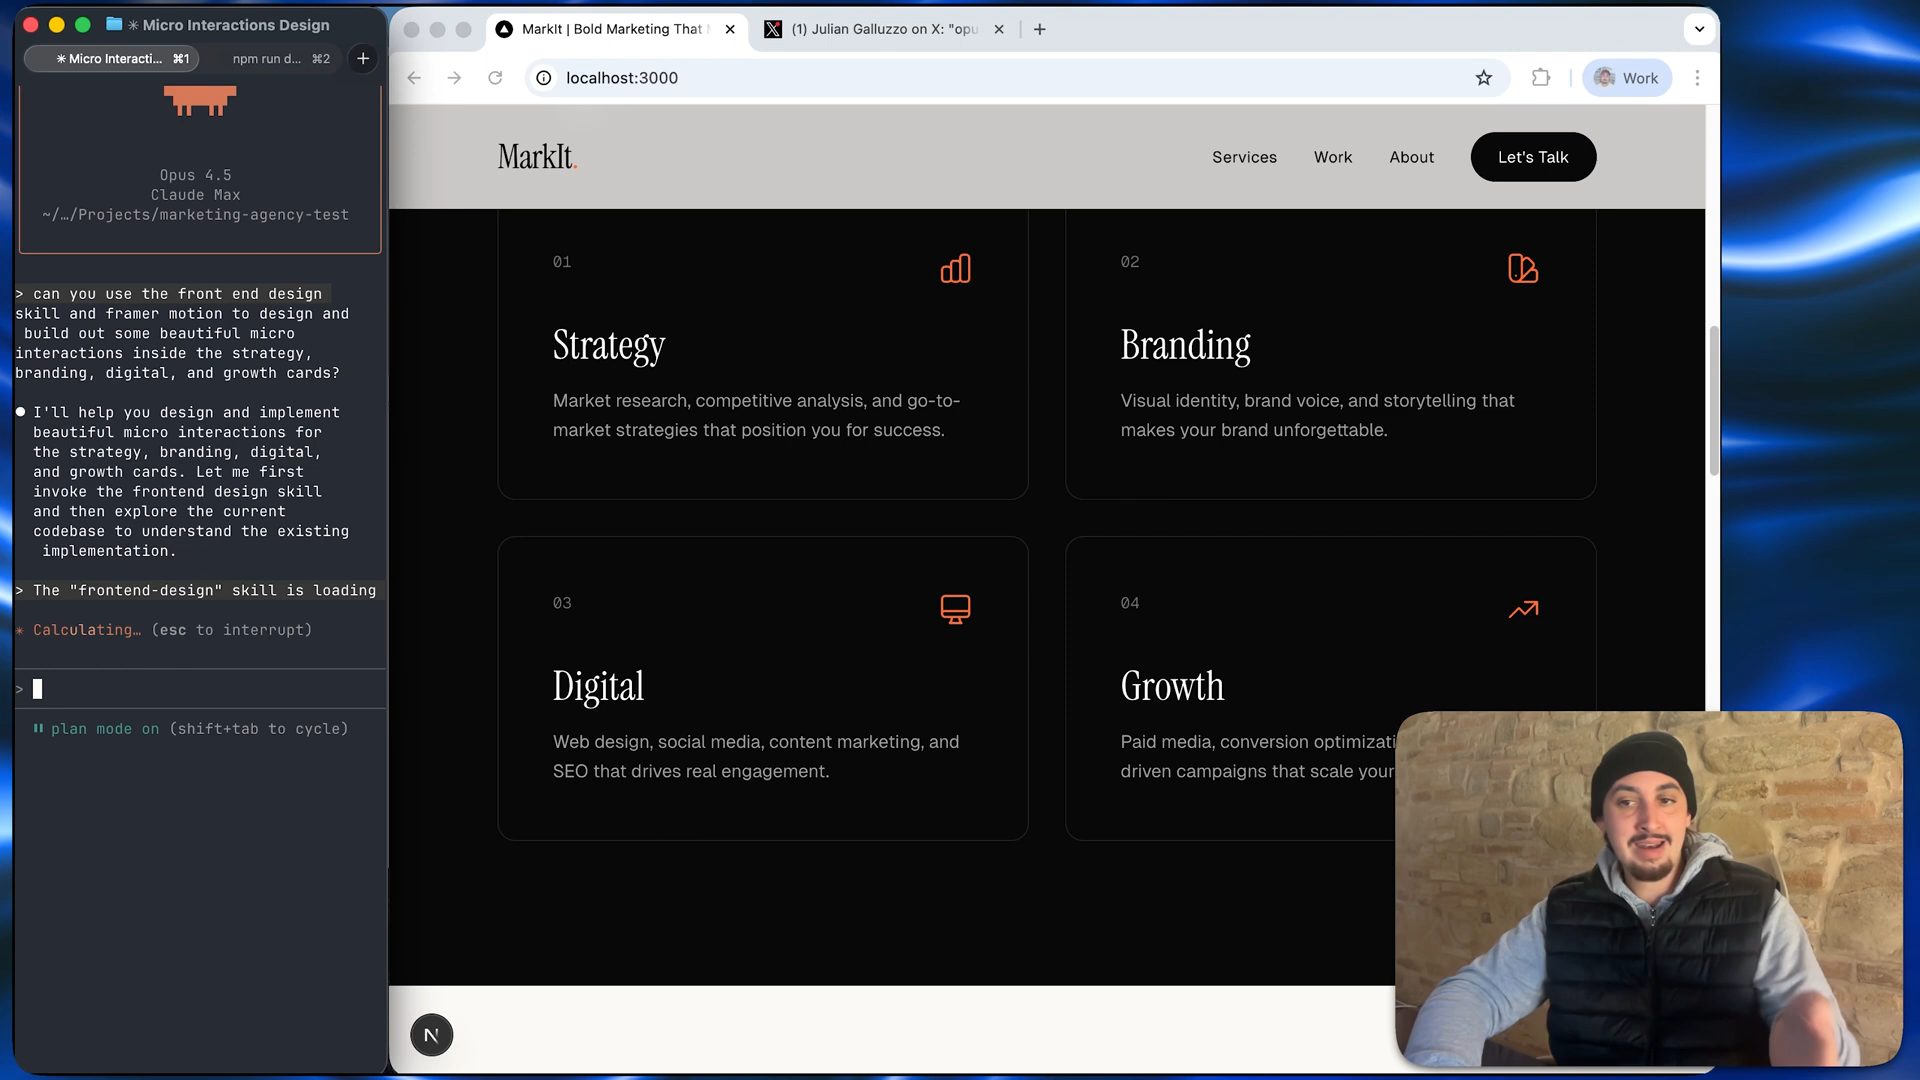 ✳ Micro Interactions Design
✳ Micro Interacti... ⌘1
npm run d... ⌘2
Opus 4.5
Claude Max
~/…/Projects/marketing-agency-test
> can you use the front end design
skill and framer motion to design and
build out some beautiful micro
interactions inside the strategy,
branding, digital, and growth cards?
● I'll help you design and implement
beautiful micro interactions for
the strategy, branding, digital,
and growth cards. Let me first
invoke the frontend design skill
and then explore the current
codebase to understand the existing
implementation.
> The "frontend-design" skill is loading
✳ Calculating… (esc to interrupt)
>
⏸ plan mode on (shift+tab to cycle)
MarkIt | Bold Marketing That
(1) Julian Galluzzo on X: "opu
localhost:3000
Work
MarkIt.
Services
Work
About
Let's Talk
01
Strategy
Market research, competitive analysis, and go-to-
market strategies that position you for success.
02
Branding
Visual identity, brand voice, and storytelling that
makes your brand unforgettable.
03
Digital
Web design, social media, content marketing, and
SEO that drives real engagement.
04
Growth
Paid media, conversion optimizati
driven campaigns that scale your
N